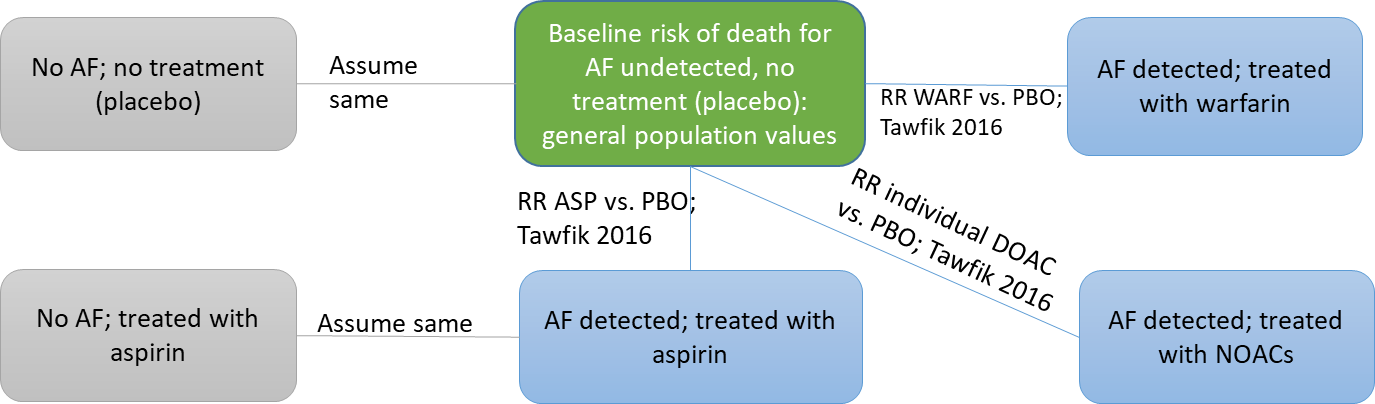 No AF; no treatment
(placebo)
Assume
same
Baseline risk of death for
AF undetected, no
treatment (placebo):
general population values
RR WARF vs. PBO;
Tawfik 2016
AF detected; treated
with warfarin
RR ASP vs. PBO;
Tawfik 2016
RR individual DOAC
vs. PBO; Tawfik 2016
No AF; treated with
aspirin
Assume same
AF detected; treated with
aspirin
AF detected; treated
with NOACs